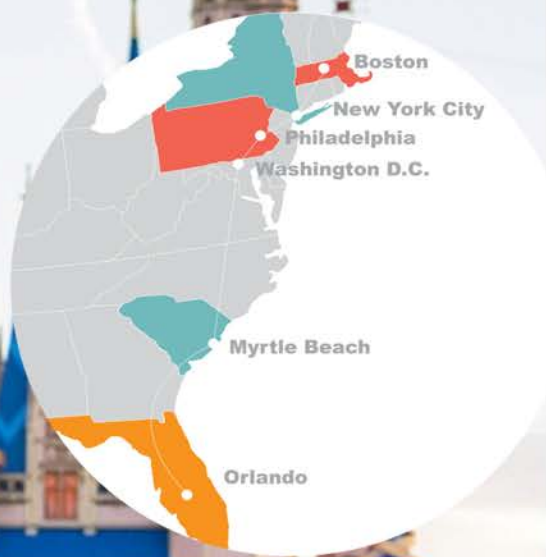 Boston
New York City
Philadelphia
Washington D.C.
Myrtle Beach
Orlando